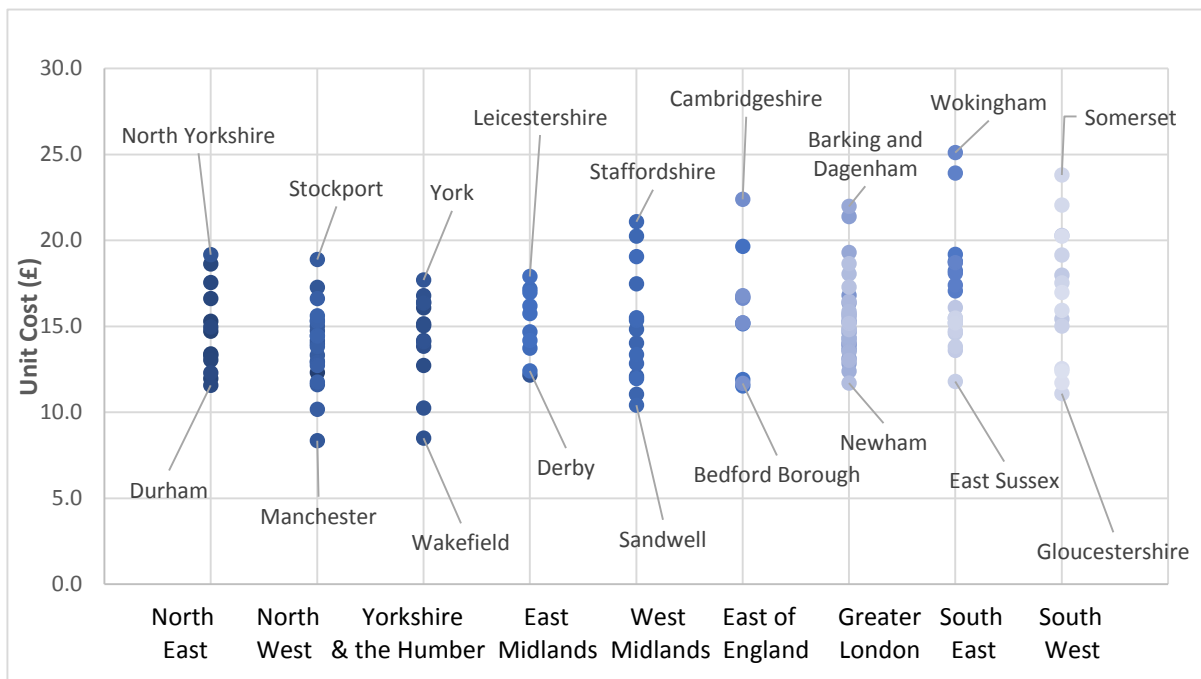 30.0
25.0
20.0
15.0
10.0
5.0
0.0
Unit Cost (£)
North Yorkshire
Durham
Stockport
Manchester
York
Wakefield
Leicestershire
Derby
Staffordshire
Sandwell
Cambridgeshire
Bedford Borough
Barking and
Dagenham
Newham
Wokingham
East Sussex
Somerset
Gloucestershire
North
East
North
West
Yorkshire
& the Humber
East
Midlands
West
Midlands
East of
England
Greater
London
South
East
South
West